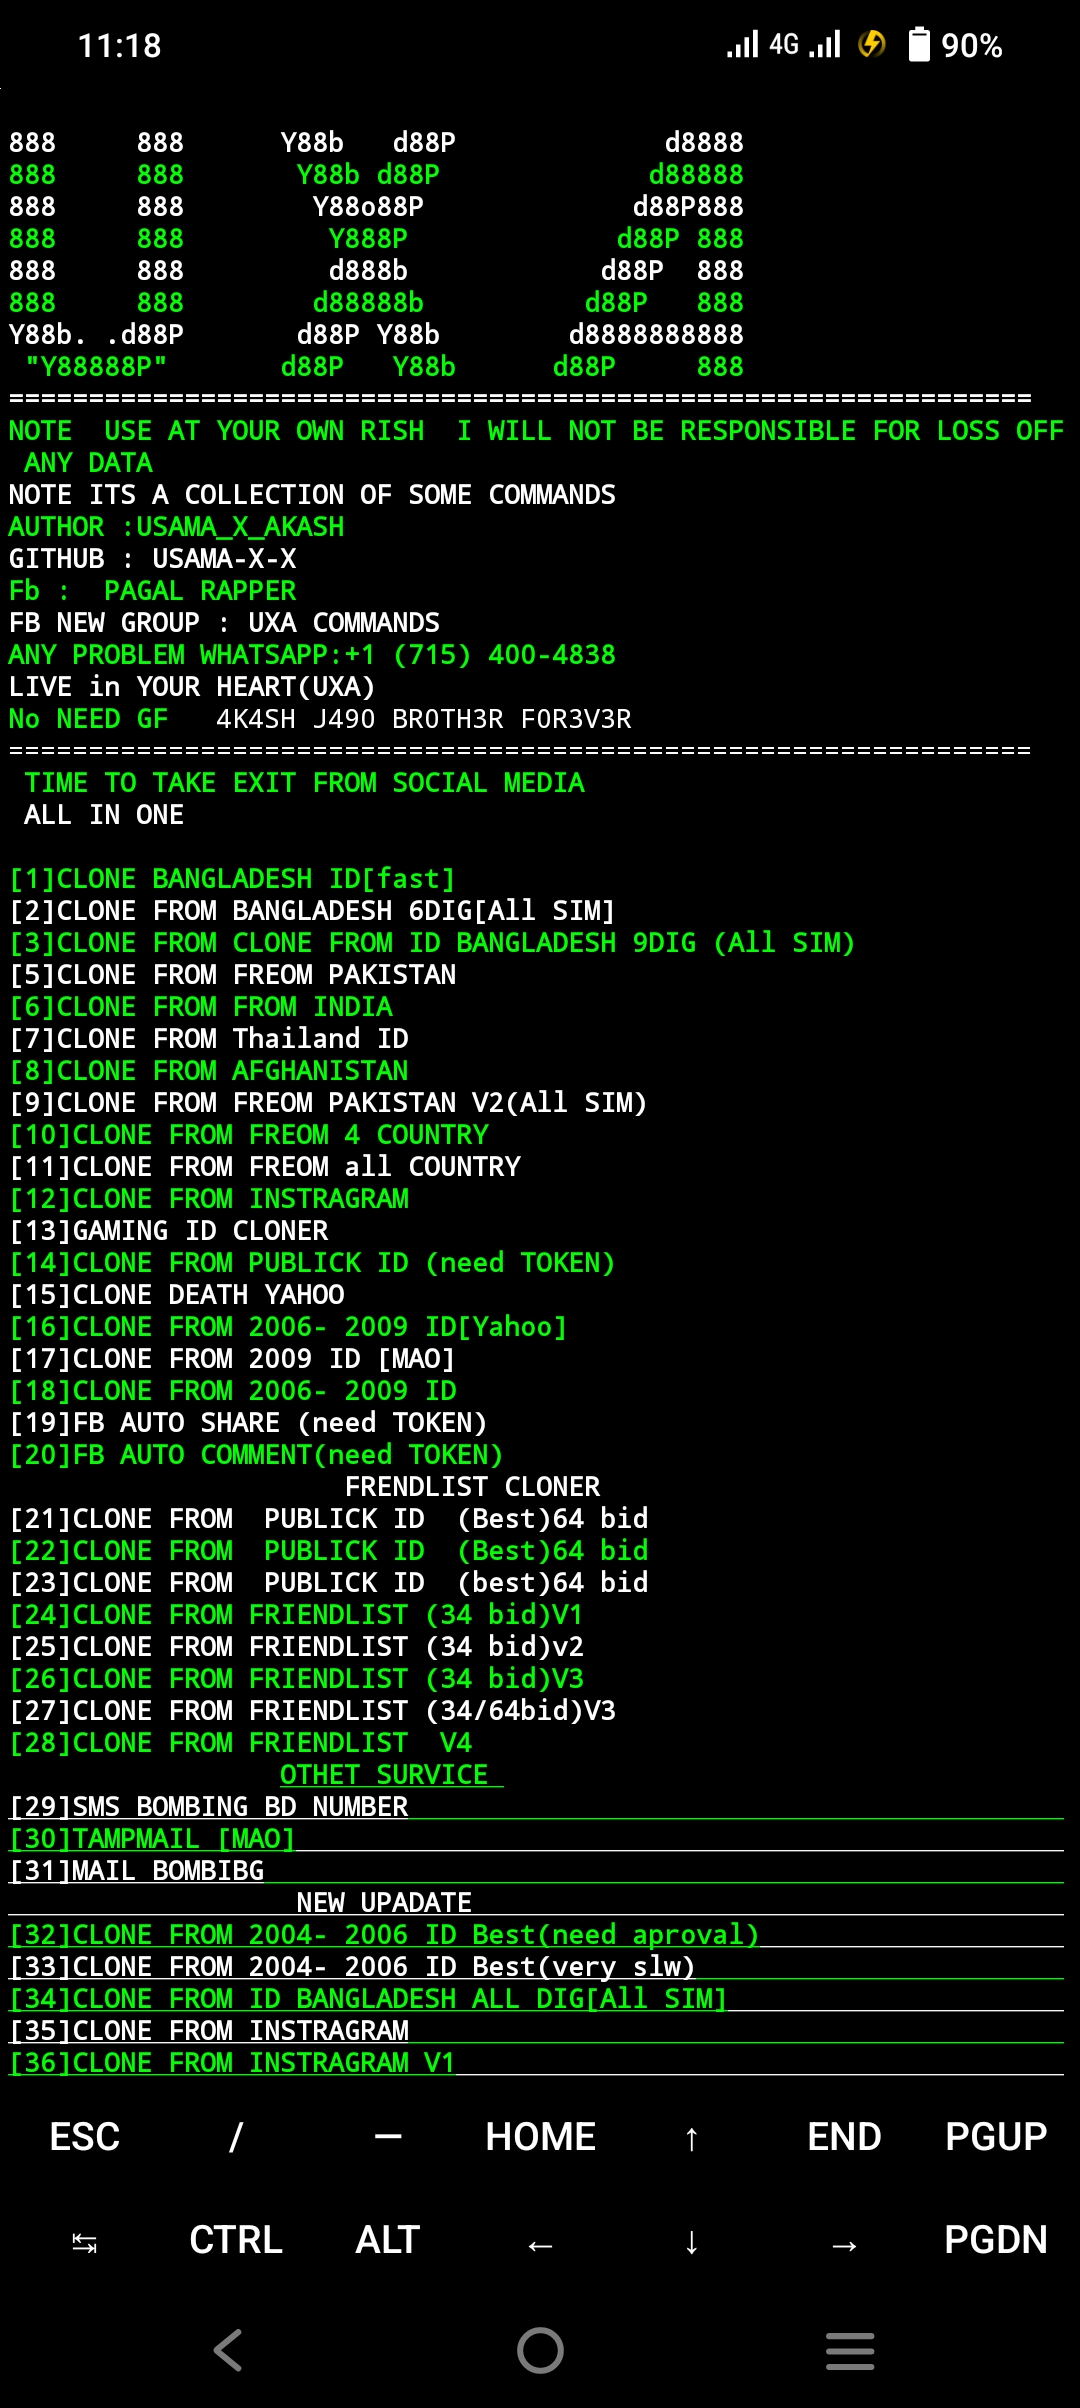 11:18 4G 90%
888     888      Y88b   d88P             d8888
888     888       Y88b d88P             d88888
888     888        Y88o88P             d88P888
888     888         Y888P             d88P 888
888     888         d888b            d88P  888
888     888        d88888b          d88P   888
Y88b. .d88P       d88P Y88b        d8888888888
 "Y88888P"       d88P   Y88b      d88P     888
================================================================
NOTE  USE AT YOUR OWN RISH  I WILL NOT BE RESPONSIBLE FOR LOSS OFF
 ANY DATA
NOTE ITS A COLLECTION OF SOME COMMANDS
AUTHOR :USAMA_X_AKASH
GITHUB : USAMA-X-X
Fb :  PAGAL RAPPER
FB NEW GROUP : UXA COMMANDS
ANY PROBLEM WHATSAPP:+1 (715) 400-4838
LIVE in YOUR HEART(UXA)
No NEED GF   4K4SH J49O BR0TH3R F0R3V3R
================================================================
 TIME TO TAKE EXIT FROM SOCIAL MEDIA
 ALL IN ONE
[1]CLONE BANGLADESH ID[fast]
[2]CLONE FROM BANGLADESH 6DIG[All SIM]
[3]CLONE FROM CLONE FROM ID BANGLADESH 9DIG (All SIM)
[5]CLONE FROM FREOM PAKISTAN
[6]CLONE FROM FROM INDIA
[7]CLONE FROM Thailand ID
[8]CLONE FROM AFGHANISTAN
[9]CLONE FROM FREOM PAKISTAN V2(All SIM)
[10]CLONE FROM FREOM 4 COUNTRY
[11]CLONE FROM FREOM all COUNTRY
[12]CLONE FROM INSTRAGRAM
[13]GAMING ID CLONER
[14]CLONE FROM PUBLICK ID (need TOKEN)
[15]CLONE DEATH YAHOO
[16]CLONE FROM 2006- 2009 ID[Yahoo]
[17]CLONE FROM 2009 ID [MAO]
[18]CLONE FROM 2006- 2009 ID
[19]FB AUTO SHARE (need TOKEN)
[20]FB AUTO COMMENT(need TOKEN)
                     FRENDLIST CLONER
[21]CLONE FROM  PUBLICK ID  (Best)64 bid
[22]CLONE FROM  PUBLICK ID  (Best)64 bid
[23]CLONE FROM  PUBLICK ID  (best)64 bid
[24]CLONE FROM FRIENDLIST (34 bid)V1
[25]CLONE FROM FRIENDLIST (34 bid)v2
[26]CLONE FROM FRIENDLIST (34 bid)V3
[27]CLONE FROM FRIENDLIST (34/64bid)V3
[28]CLONE FROM FRIENDLIST  V4
                 OTHET SURVICE
[29]SMS BOMBING BD NUMBER
[30]TAMPMAIL [MAO]
[31]MAIL BOMBIBG
                  NEW UPADATE
[32]CLONE FROM 2004- 2006 ID Best(need aproval)
[33]CLONE FROM 2004- 2006 ID Best(very slw)
[34]CLONE FROM ID BANGLADESH ALL DIG[All SIM]
[35]CLONE FROM INSTRAGRAM
[36]CLONE FROM INSTRAGRAM V1
ESC / — HOME ↑ END PGUP
↹ CTRL ALT ← ↓ → PGDN